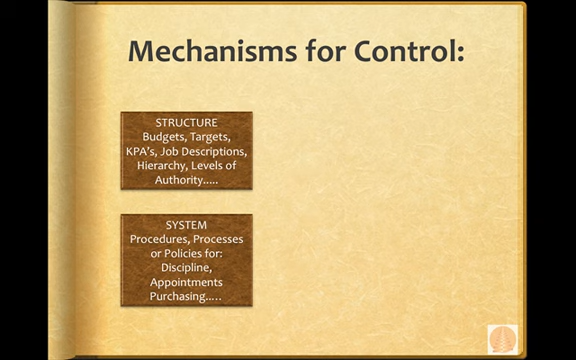 Mechanisms for Control:
STRUCTURE
Budgets, Targets,
KPA's, Job Descriptions,
Hierarchy, Levels of
Authority.....
SYSTEM
Procedures, Processes
or Policies for:
Discipline,
Appointments
Purchasing.....